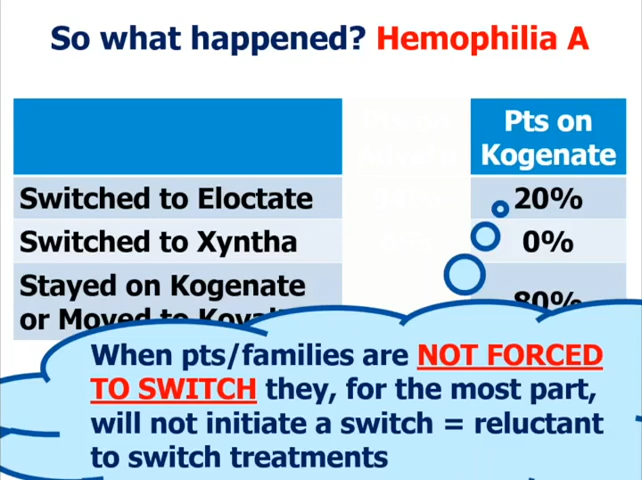 So what happened? Hemophilia A
Pts on
Kogenate
Switched to Eloctate 20%
Switched to Xyntha 0%
Stayed on Kogenate
or Moved to 80%
When pts/families are NOT FORCED
TO SWITCH they, for the most part,
will not initiate a switch = reluctant
to switch treatments